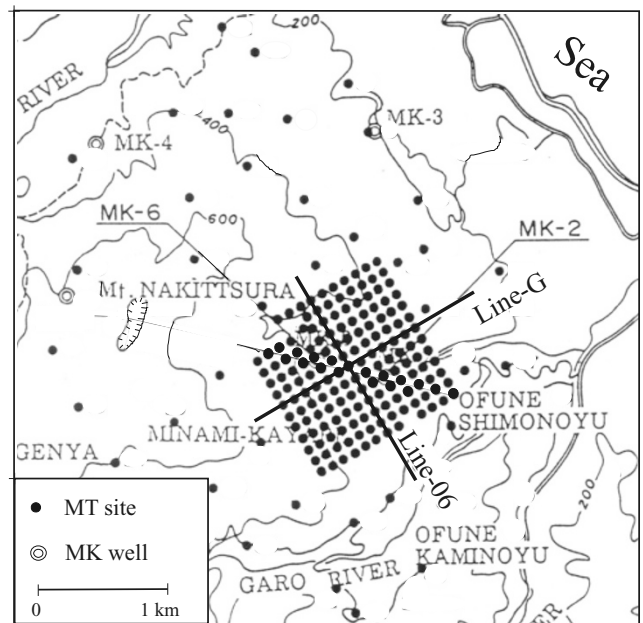 200
Sea
RIVER
400
MK-3
MK-4
MK-6
600
MK-2
Mt. NAKITTSURA
Line-G
OFUNE
SHIMONOYU
MINAMI-KAY
GENYA
Line-06
200
MT site
OFUNE
KAMINOYU
MK well
GARO RIVER
0
1 km